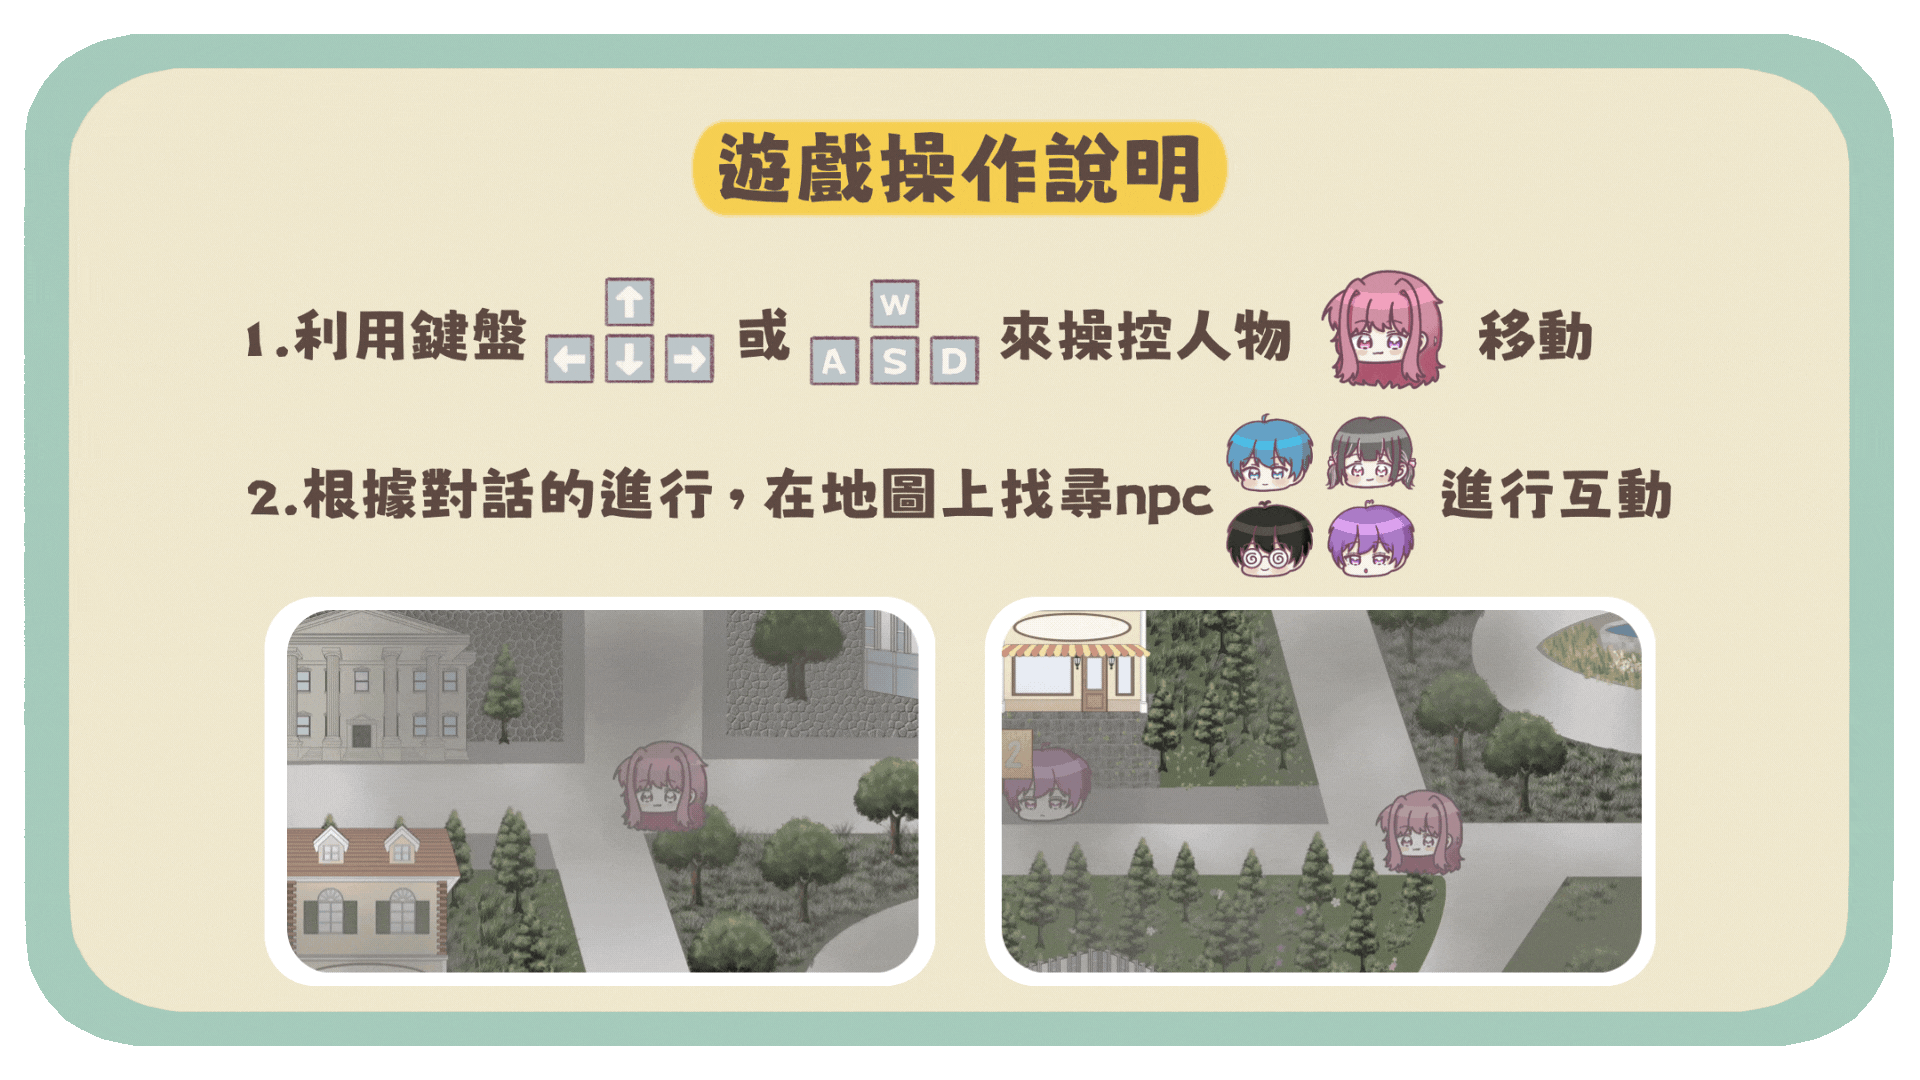 遊戲操作說明
1.利用鍵盤 ↑ ← ↓ → 或 W A S D 來操控人物 移動
2.根據對話的進行，在地圖上找尋npc 進行互動
2